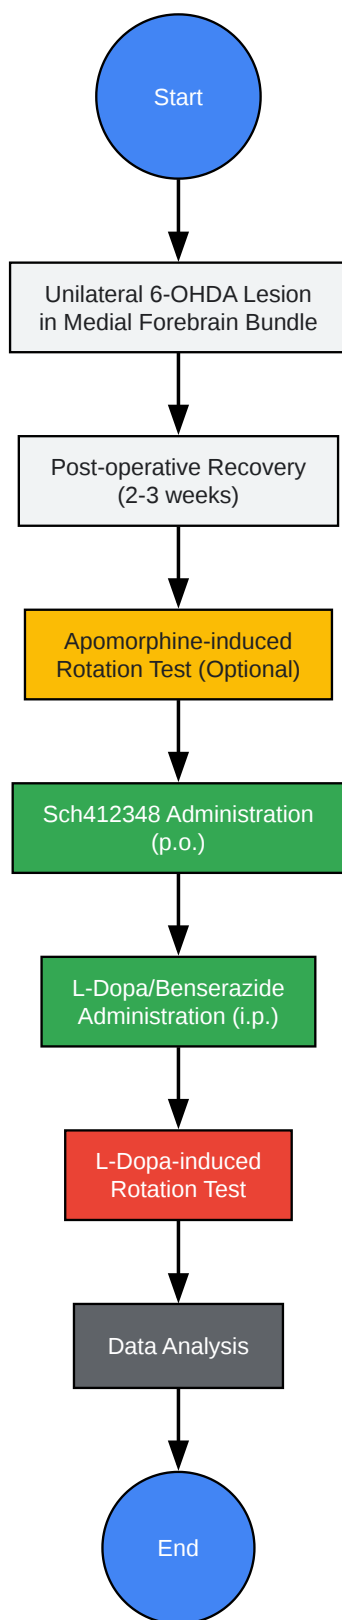 Start
Unilateral 6-OHDA Lesion
in Medial Forebrain Bundle
Post-operative Recovery
(2-3 weeks)
Apomorphine-induced
Rotation Test (Optional)
Sch412348 Administration
(p.o.)
L-Dopa/Benserazide
Administration (i.p.)
L-Dopa-induced
Rotation Test
Data Analysis
End